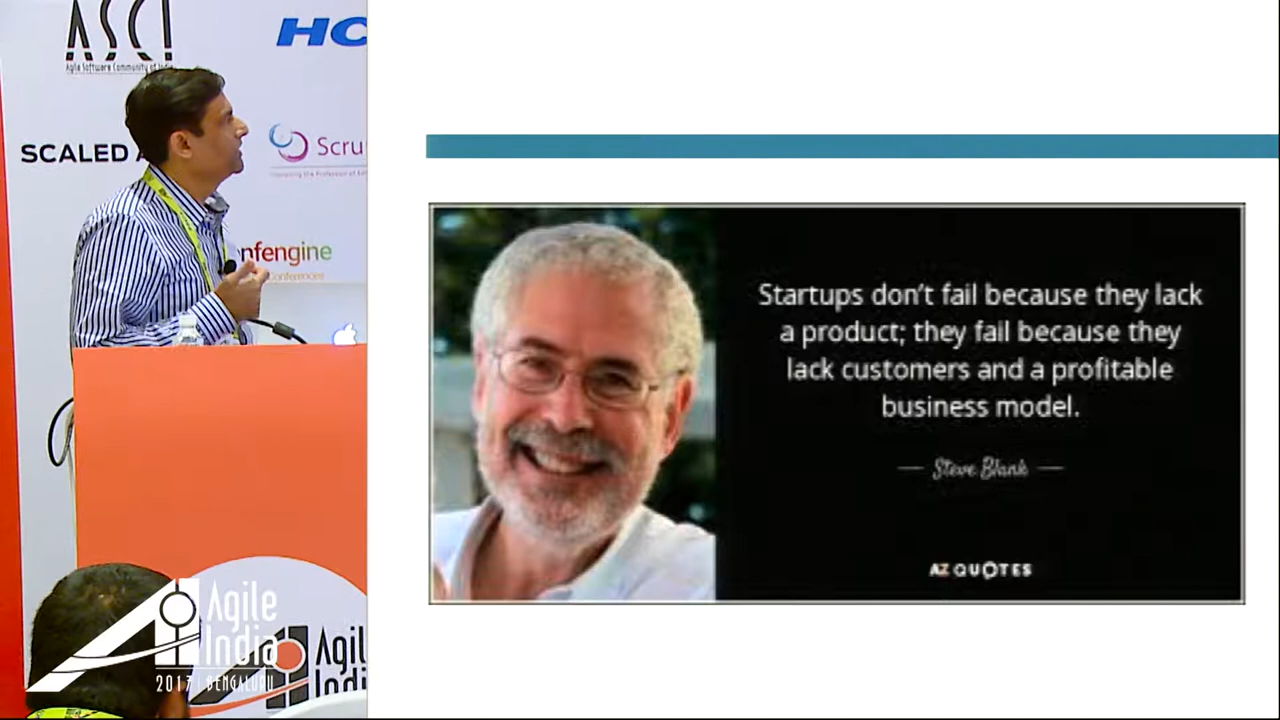 ASCI
Agile Software Community of India
HC
SCALED A
Scru
nfengine
Conferences
Startups don't fail because they lack
a product; they fail because they
lack customers and a profitable
business model.
— Steve Blank —
AZ QUOTES
Agile
India
2017 | BENGALURU
Agil
Indi